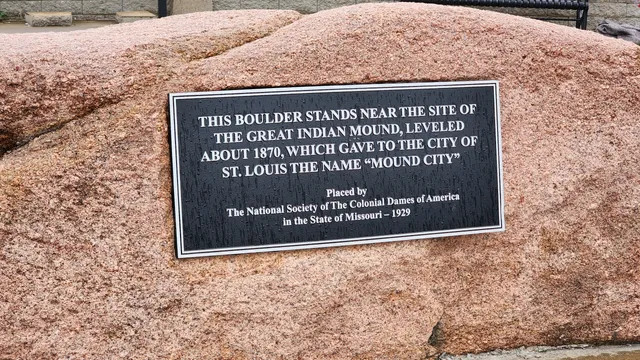 THIS BOULDER STANDS NEAR THE SITE OF
THE GREAT INDIAN MOUND, LEVELED
ABOUT 1870, WHICH GAVE TO THE CITY OF
ST. LOUIS THE NAME “MOUND CITY”
Placed by
The National Society of The Colonial Dames of America
in the State of Missouri – 1929